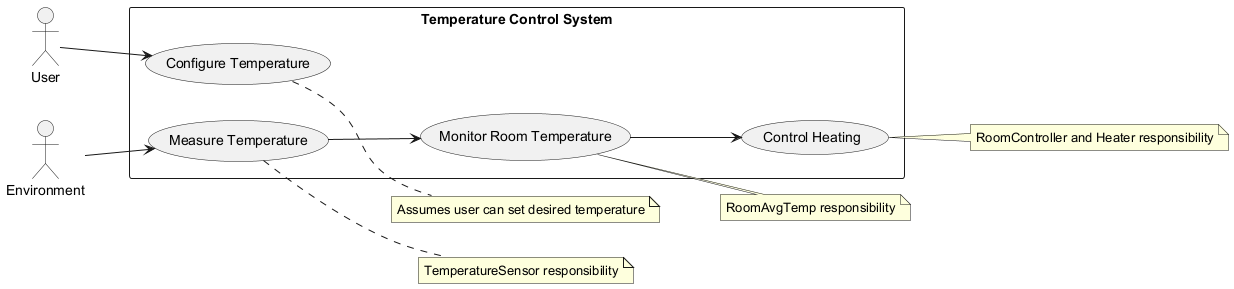 Temperature Control System
User
Configure Temperature
Environment
Measure Temperature
Monitor Room Temperature
Control Heating
RoomController and Heater responsibility
Assumes user can set desired temperature
RoomAvgTemp responsibility
TemperatureSensor responsibility